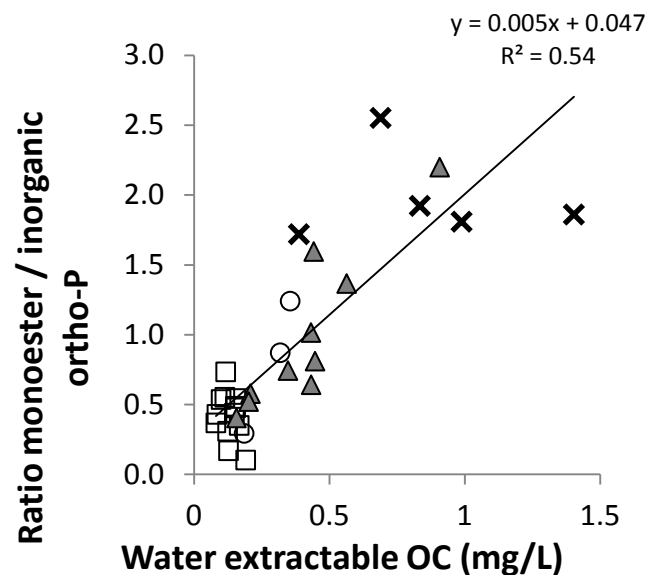 y = 0.005x + 0.047
R² = 0.54
Ratio monoester / inorganic
ortho-P
3.0
2.5
2.0
1.5
1.0
0.5
0.0
0
0.5
1
1.5
Water extractable OC (mg/L)